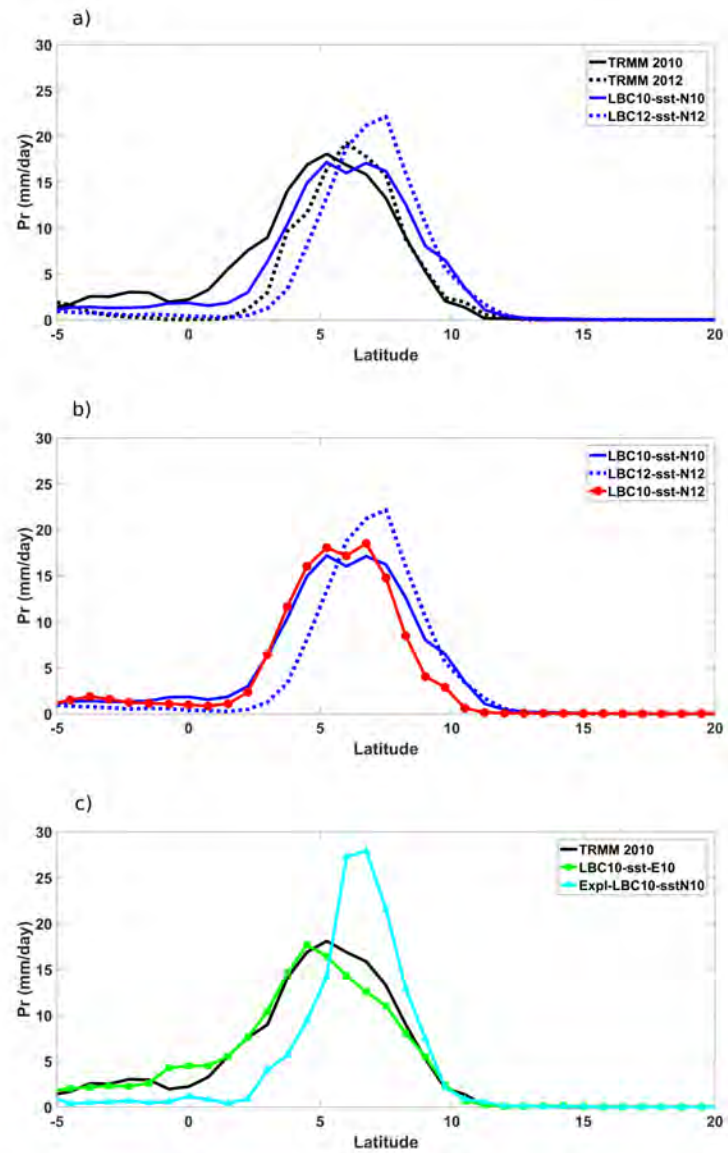 a)
30
25
20
15
10
5
0
Pr (mm/day)
TRMM 2010
TRMM 2012
LBC10-sst-N10
LBC12-sst-N12
-5 0 5 10 15 20
Latitude
b)
30
25
20
15
10
5
0
Pr (mm/day)
LBC10-sst-N10
LBC12-sst-N12
LBC10-sst-N12
-5 0 5 10 15 20
Latitude
c)
30
25
20
15
10
5
0
Pr (mm/day)
TRMM 2010
LBC10-sst-E10
Expl-LBC10-sstN10
-5 0 5 10 15 20
Latitude